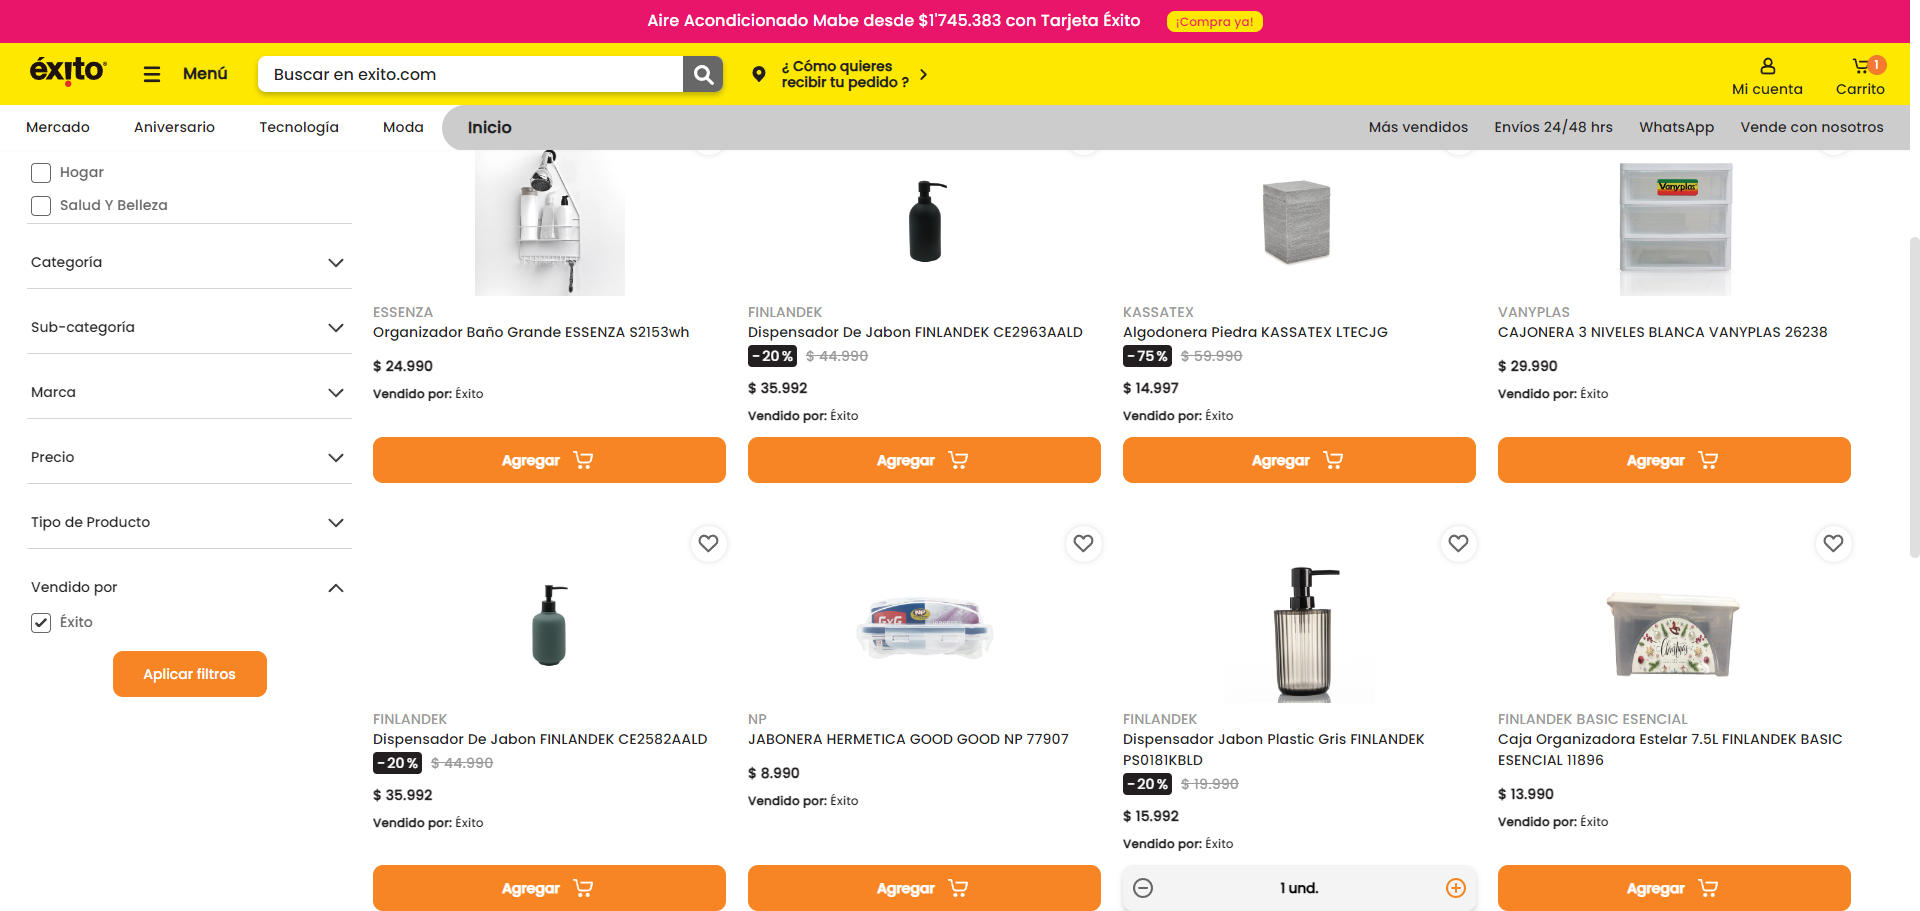 Aire Acondicionado Mabe desde $1'745.383 con Tarjeta Éxito ¡Compra ya!
éxito
Menú
Buscar en exito.com
¿ Cómo quieres
recibir tu pedido ?
Mi cuenta
1
Carrito
Mercado
Aniversario
Tecnología
Moda
Inicio
Más vendidos
Envíos 24/48 hrs
WhatsApp
Vende con nosotros
Hogar
Salud Y Belleza
Categoría
Sub-categoría
Marca
Precio
Tipo de Producto
Vendido por
Éxito
Aplicar filtros
ESSENZA
Organizador Baño Grande ESSENZA S2153wh
$ 24.990
Vendido por: Éxito
Agregar
FINLANDEK
Dispensador De Jabon FINLANDEK CE2963AALD
-20% $ 44.990
$ 35.992
Vendido por: Éxito
Agregar
KASSATEX
Algodonera Piedra KASSATEX LTECJG
-75% $ 59.990
$ 14.997
Vendido por: Éxito
Agregar
Vanyplas
VANYPLAS
CAJONERA 3 NIVELES BLANCA VANYPLAS 26238
$ 29.990
Vendido por: Éxito
Agregar
FINLANDEK
Dispensador De Jabon FINLANDEK CE2582AALD
-20% $ 44.990
$ 35.992
Vendido por: Éxito
Agregar
GxG
NP
NP
JABONERA HERMETICA GOOD GOOD NP 77907
$ 8.990
Vendido por: Éxito
Agregar
FINLANDEK
Dispensador Jabon Plastic Gris FINLANDEK
PS0181KBLD
-20% $ 19.990
$ 15.992
Vendido por: Éxito
1 und.
Christmas
FINLANDEK BASIC ESENCIAL
Caja Organizadora Estelar 7.5L FINLANDEK BASIC
ESENCIAL 11896
$ 13.990
Vendido por: Éxito
Agregar